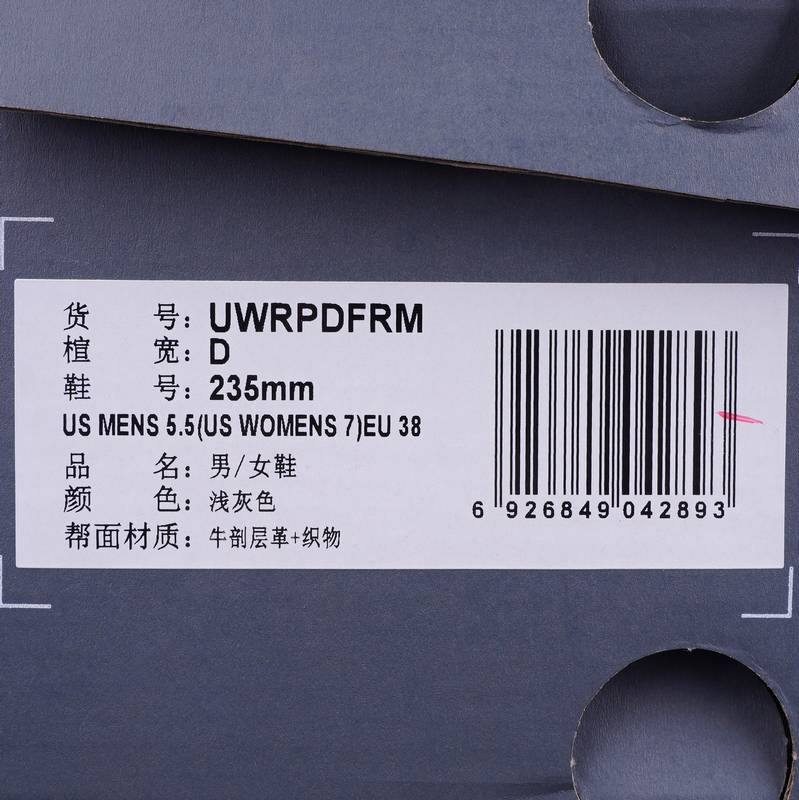 货 号：UWRPDFRM
楦 宽：D
鞋 号：235mm
US MENS 5.5(US WOMENS 7)EU 38
品 名：男/女鞋
颜 色：浅灰色
帮面材质：牛剖层革+织物
6 926849 042893